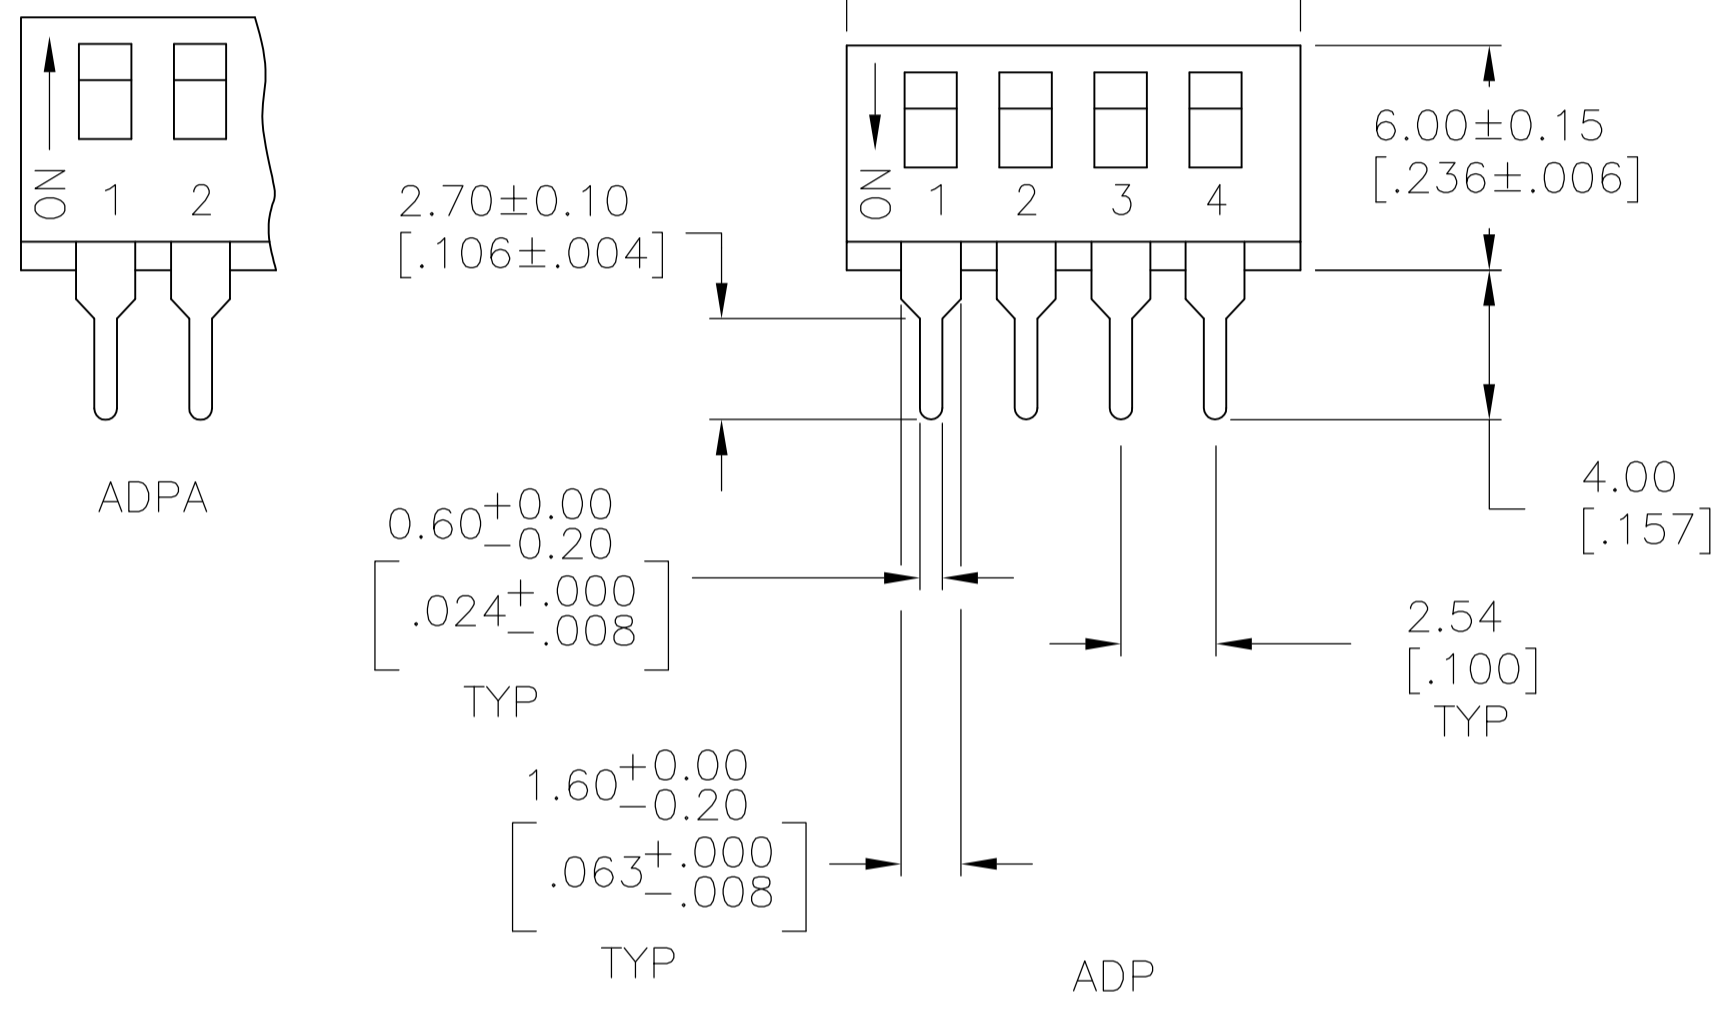 ON
1 2
ADPA
ON
1 2 3 4
6.00±0.15
[.236±.006]
2.70±0.10
[.106±.004]
4.00
[.157]
0.60 +0.00
-0.20
[.024 +.000
-.008]
TYP
2.54
[.100]
TYP
1.60 +0.00
-0.20
[.063 +.000
-.008]
TYP
ADP